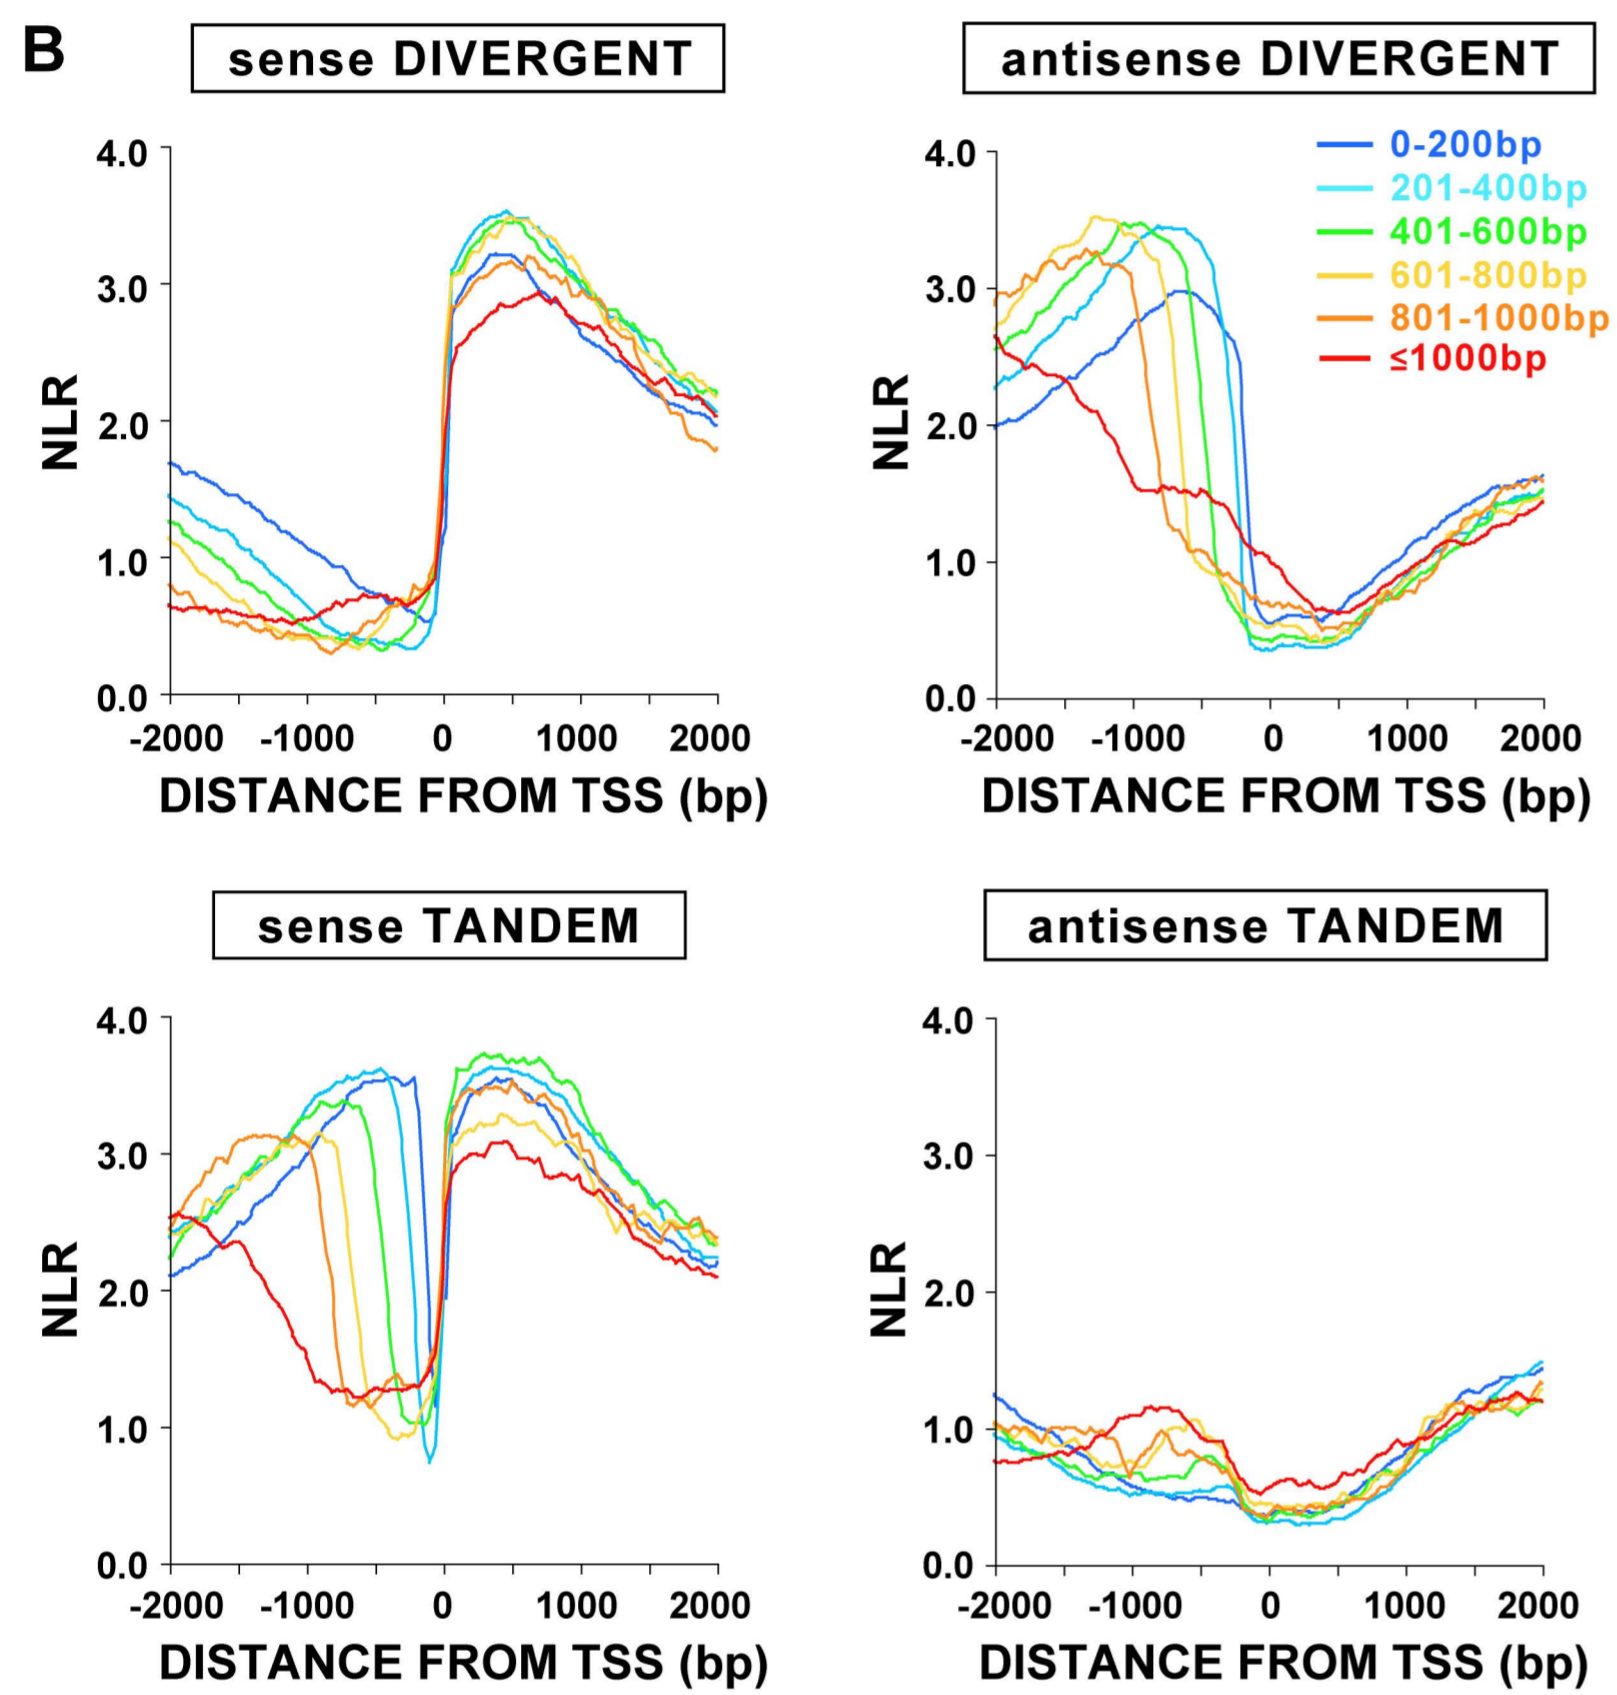 B
sense DIVERGENT
4.0
3.0
2.0
1.0
0.0
NLR
-2000 -1000 0 1000 2000
DISTANCE FROM TSS (bp)
antisense DIVERGENT
0-200bp
201-400bp
401-600bp
601-800bp
801-1000bp
≤1000bp
4.0
3.0
2.0
1.0
0.0
NLR
-2000 -1000 0 1000 2000
DISTANCE FROM TSS (bp)
sense TANDEM
4.0
3.0
2.0
1.0
0.0
NLR
-2000 -1000 0 1000 2000
DISTANCE FROM TSS (bp)
antisense TANDEM
4.0
3.0
2.0
1.0
0.0
NLR
-2000 -1000 0 1000 2000
DISTANCE FROM TSS (bp)